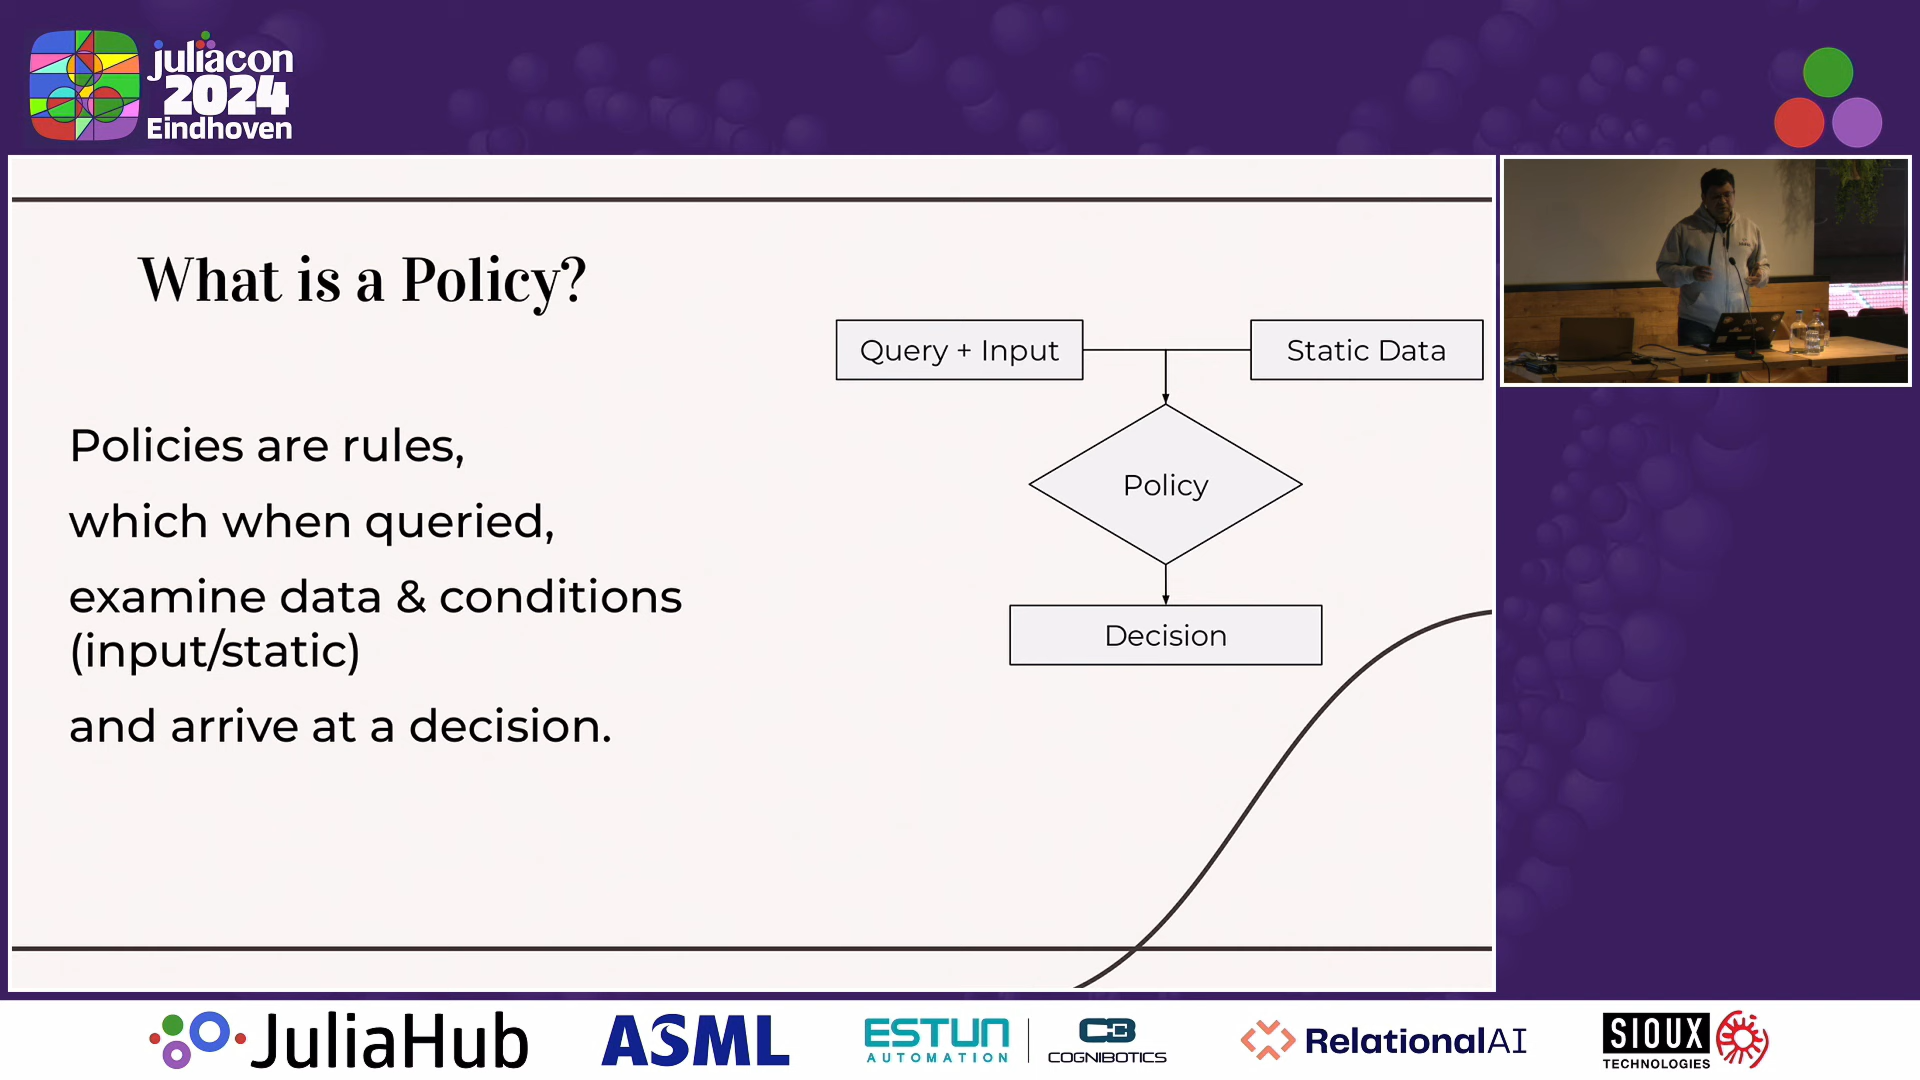 juliacon
2024
Eindhoven
What is a Policy?
Policies are rules,
which when queried,
examine data & conditions
(input/static)
and arrive at a decision.
Query + Input
Static Data
Policy
Decision
JuliaHub
ASML
ESTUN
AUTOMATION
COGNIBOTICS
RelationalAI
SIOUX
TECHNOLOGIES